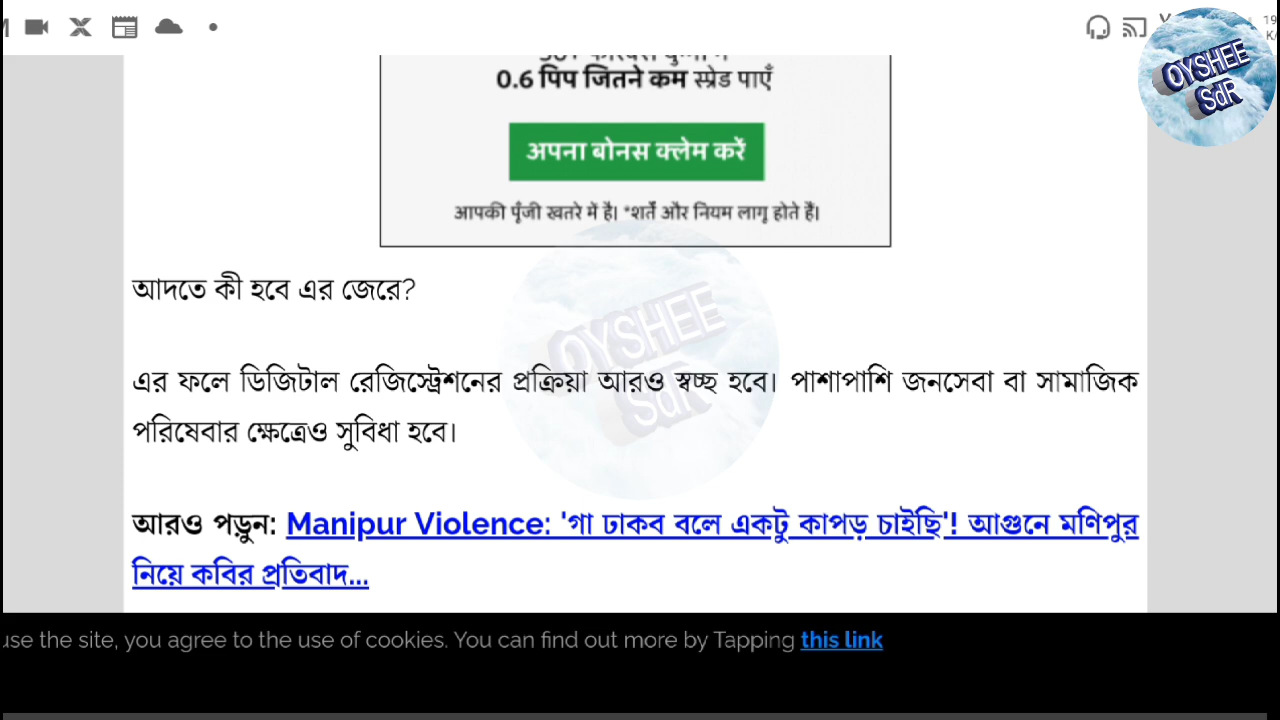 0.6 पिप जितने कम स्प्रेड पाएँ
अपना बोनस क्लेम करें
आपकी पूँजी खतरे में है। *शर्तें और नियम लागू होते हैं।
আদতে কী হবে এর জেরে?
এর ফলে ডিজিটাল রেজিস্ট্রেশনের প্রক্রিয়া আরও স্বচ্ছ হবে। পাশাপাশি জনসেবা বা সামাজিক
পরিষেবার ক্ষেত্রেও সুবিধা হবে।
আরও পড়ুন: Manipur Violence: 'গা ঢাকব বলে একটু কাপড় চাইছি'! আগুনে মণিপুর
নিয়ে কবির প্রতিবাদ...
use the site, you agree to the use of cookies. You can find out more by Tapping this link
OYSHEE
SdR
OYSHEE
SdR